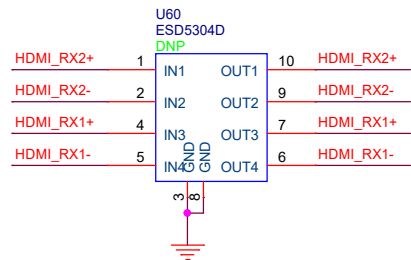 U60
ESD5304D
DNP
HDMI_RX2+ 1 IN1 OUT1 10 HDMI_RX2+
HDMI_RX2- 2 IN2 OUT2 9 HDMI_RX2-
HDMI_RX1+ 4 IN3 OUT3 7 HDMI_RX1+
HDMI_RX1- 5 IN4 OUT4 6 HDMI_RX1-
GND GND
3 8